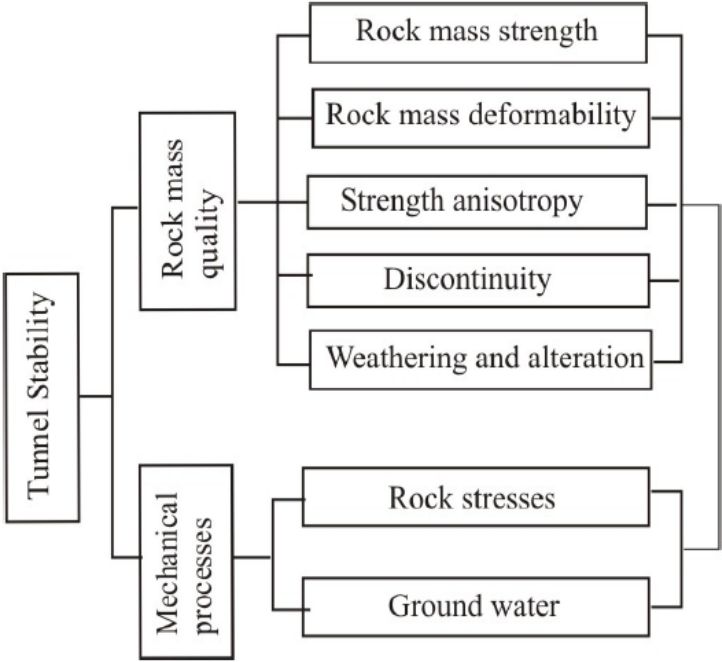 Tunnel Stability
Rock mass
quality
Rock mass strength
Rock mass deformability
Strength anisotropy
Discontinuity
Weathering and alteration
Mechanical
processes
Rock stresses
Ground water